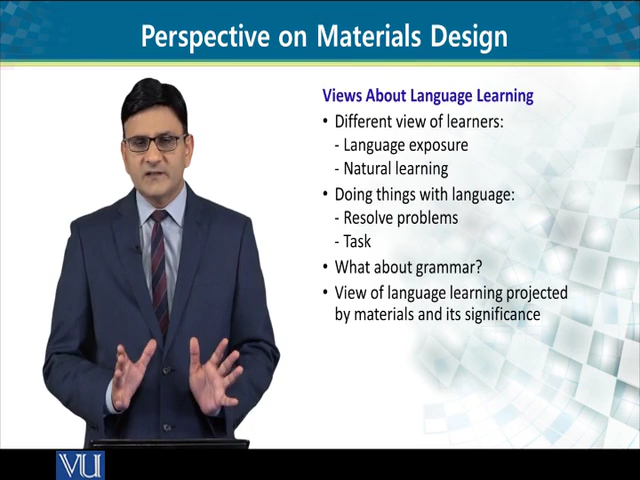 Perspective on Materials Design
Views About Language Learning
• Different view of learners:
- Language exposure
- Natural learning
• Doing things with language:
- Resolve problems
- Task
• What about grammar?
• View of language learning projected
by materials and its significance
VU